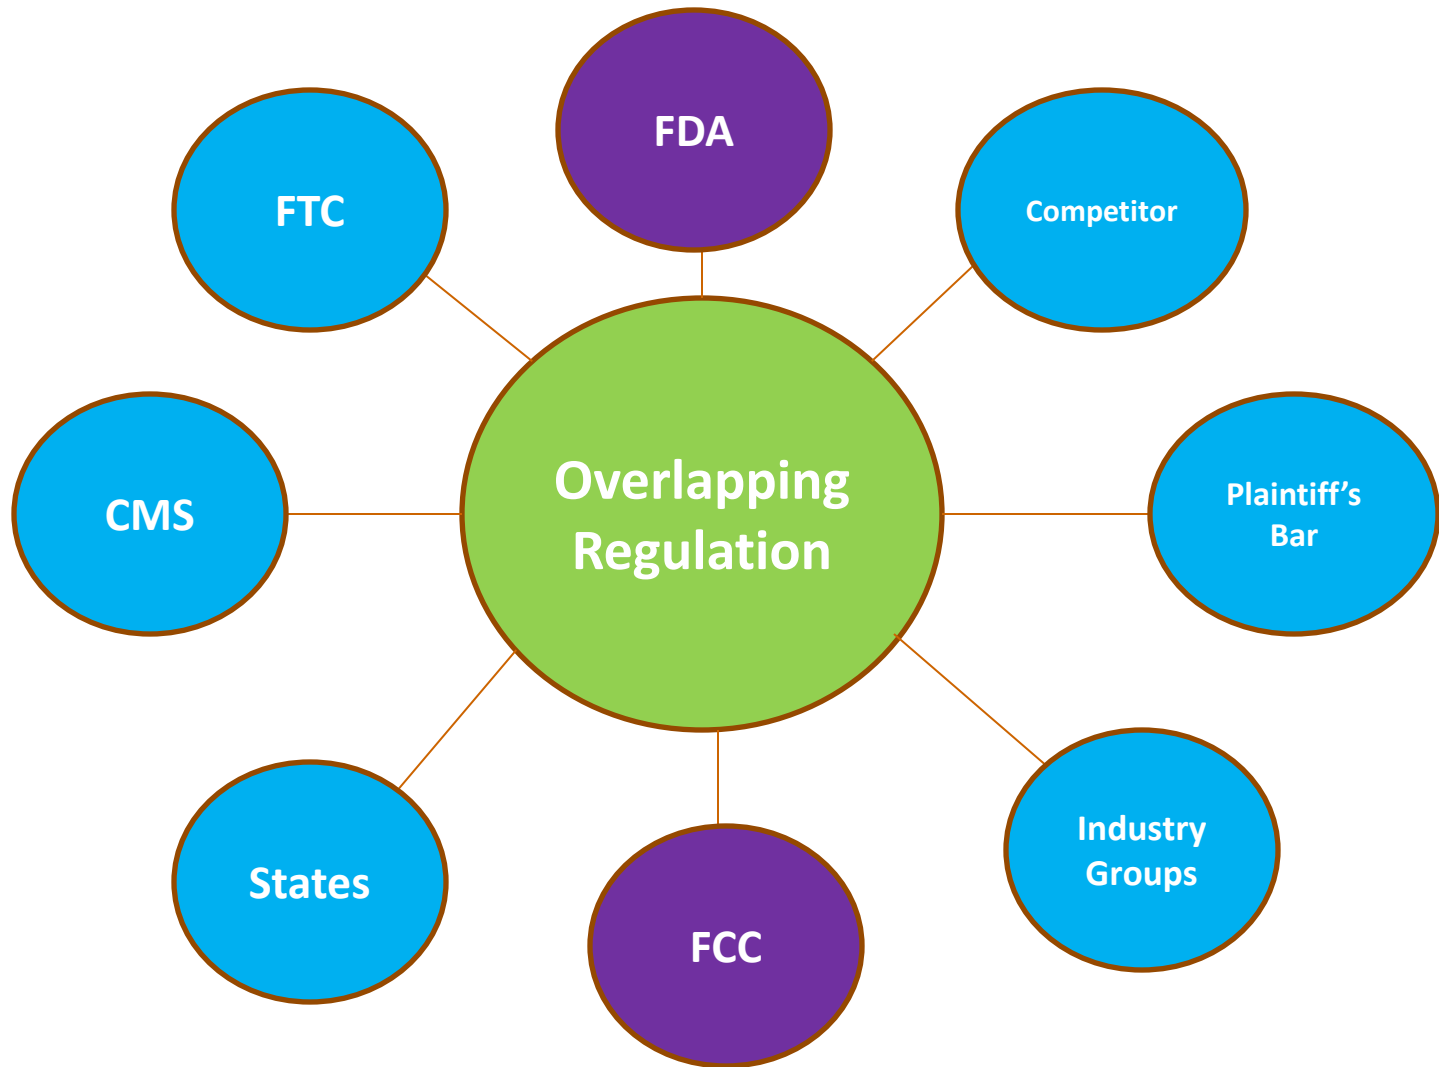 FDA
FTC
Competitor
Overlapping
Regulation
CMS
Plaintiff’s
Bar
States
FCC
Industry
Groups